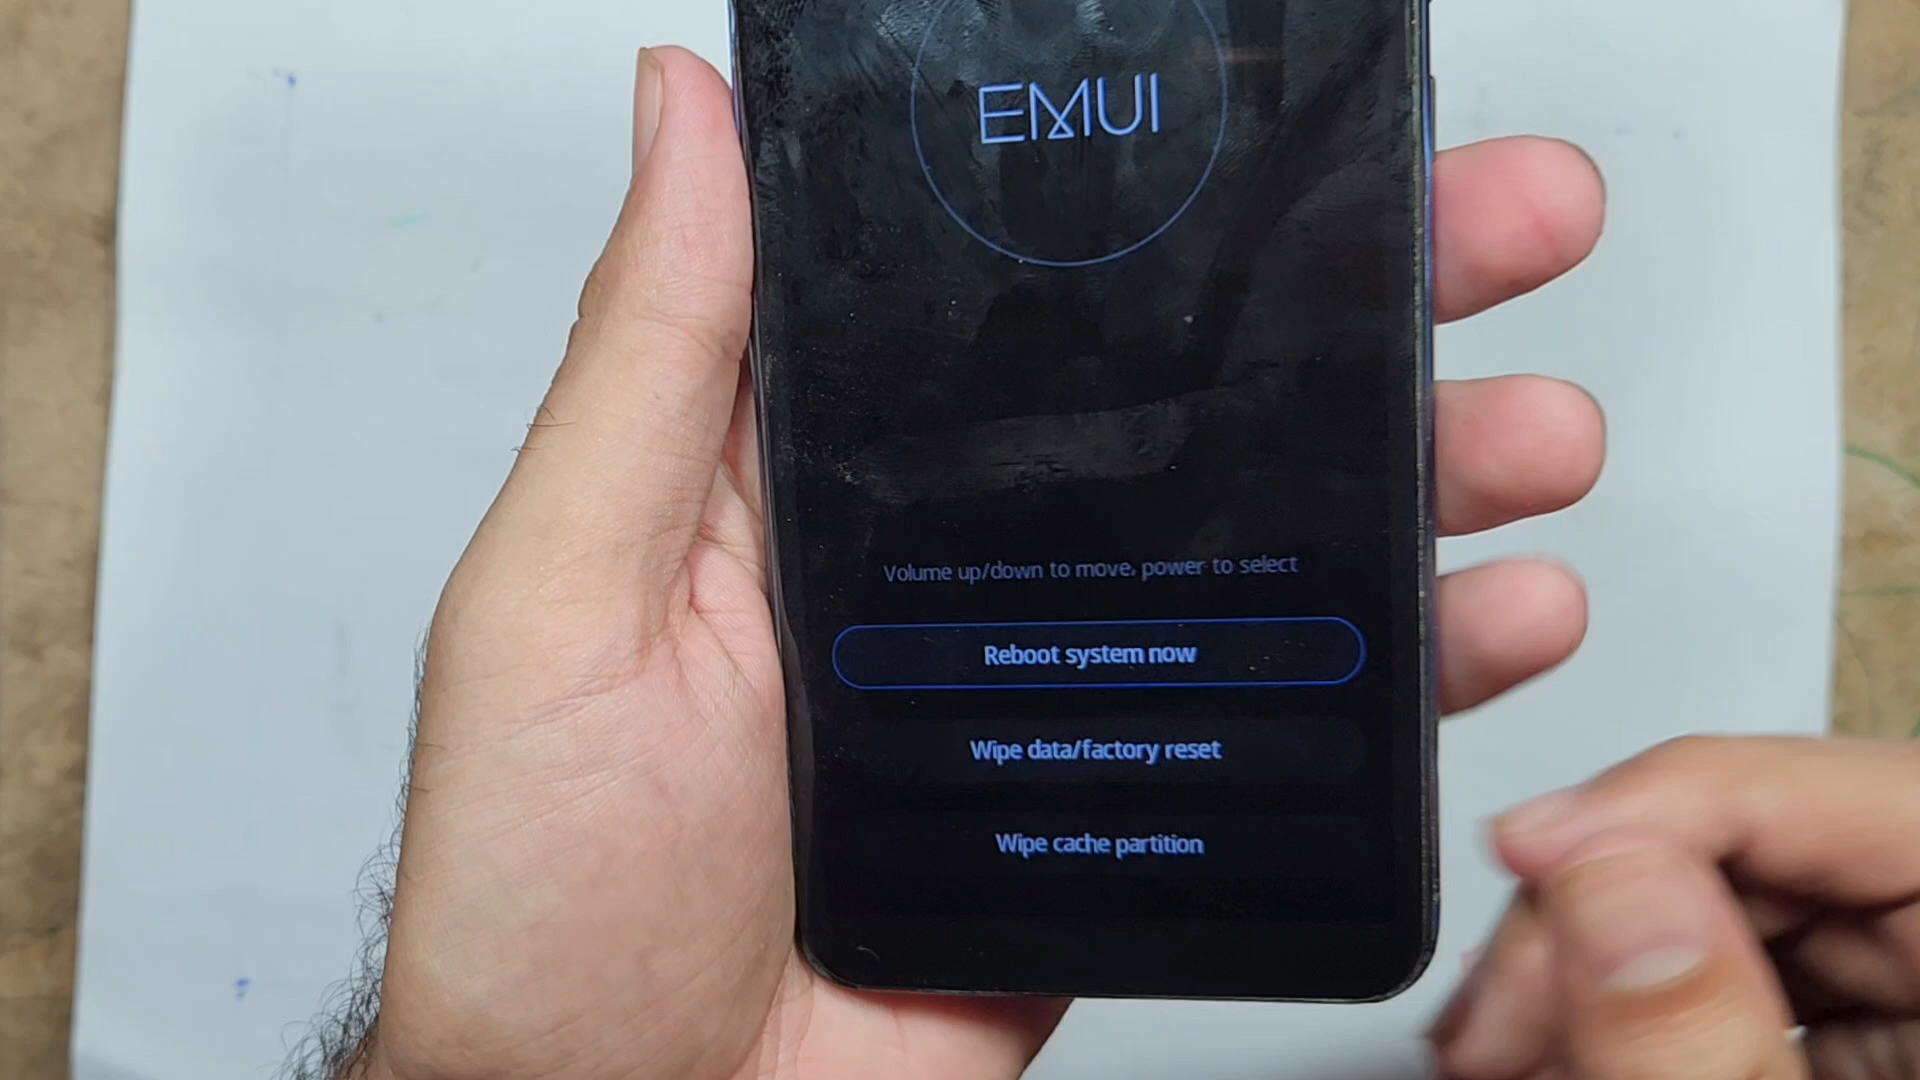 EMUI
Volume up/down to move, power to select
Reboot system now
Wipe data/factory reset
Wipe cache partition